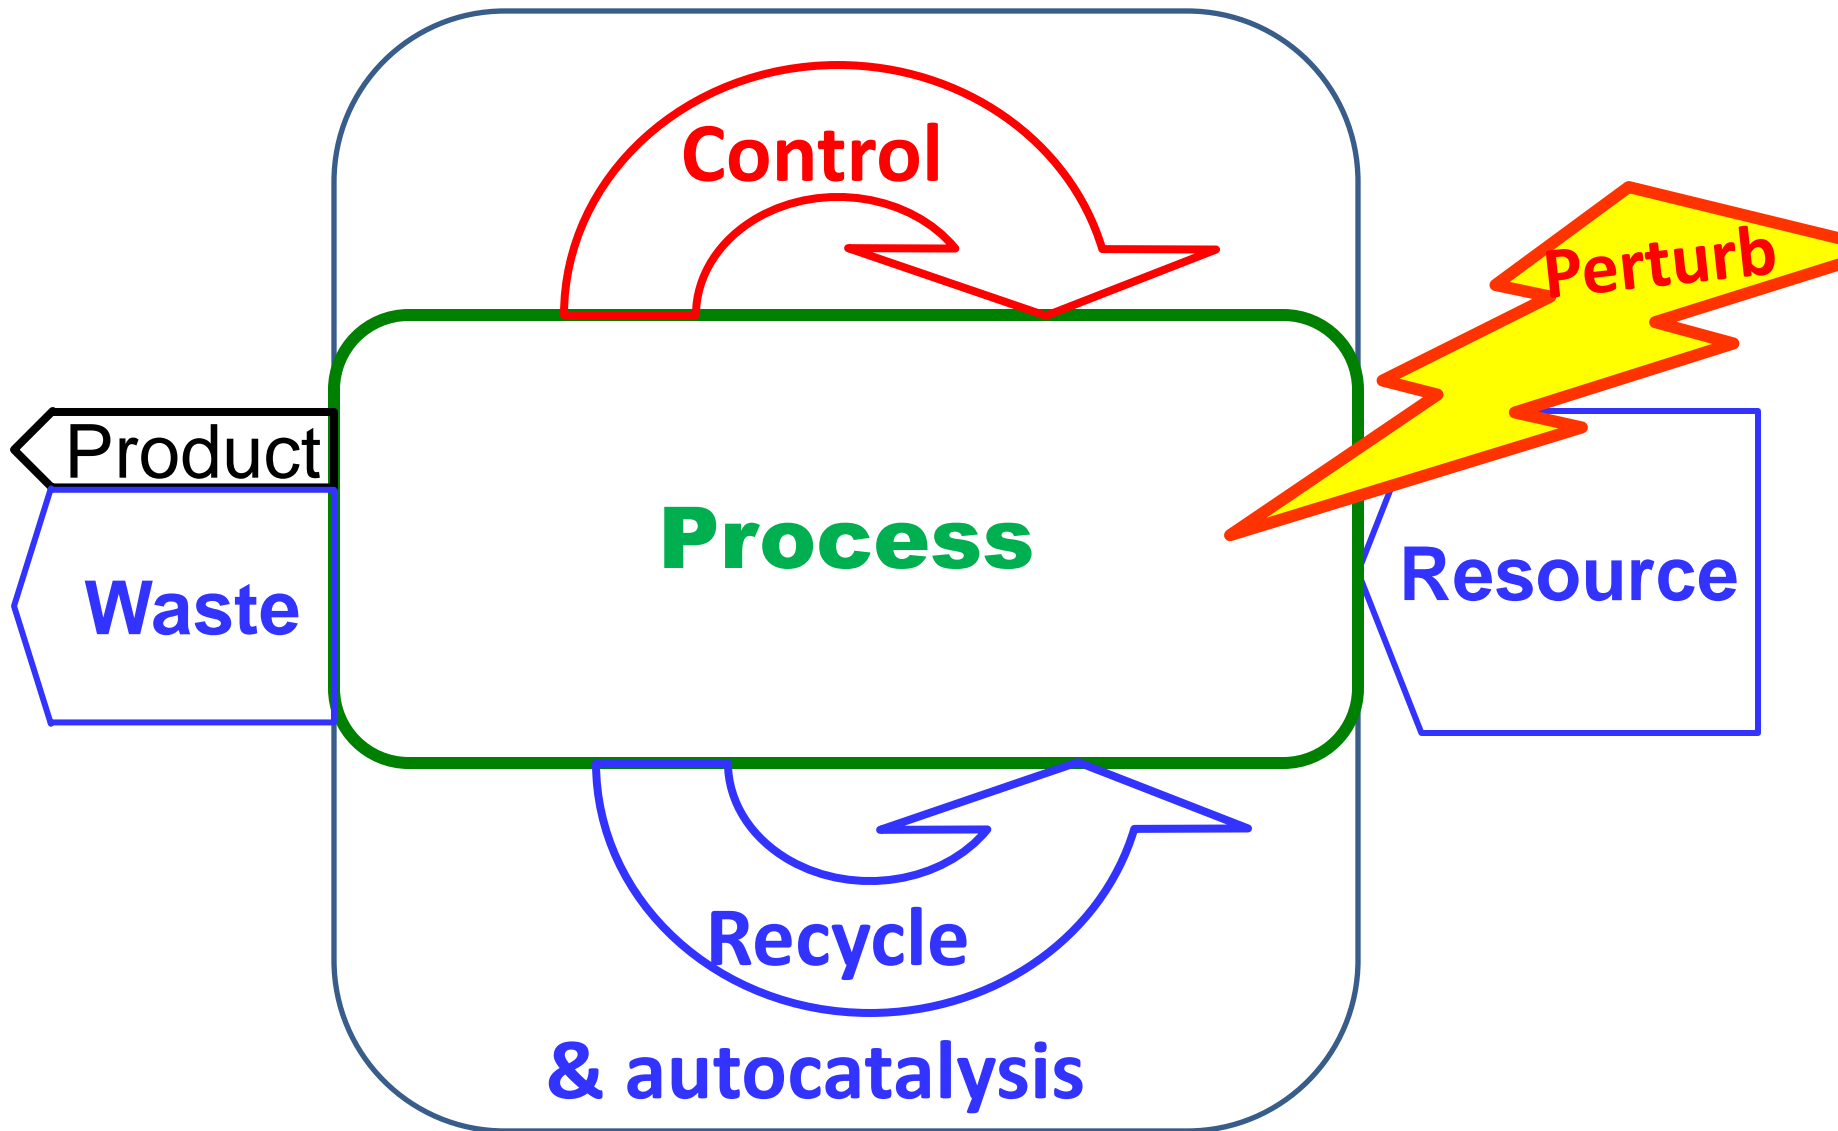 Control
Perturb
Product
Process
Resource
Waste
Recycle
& autocatalysis